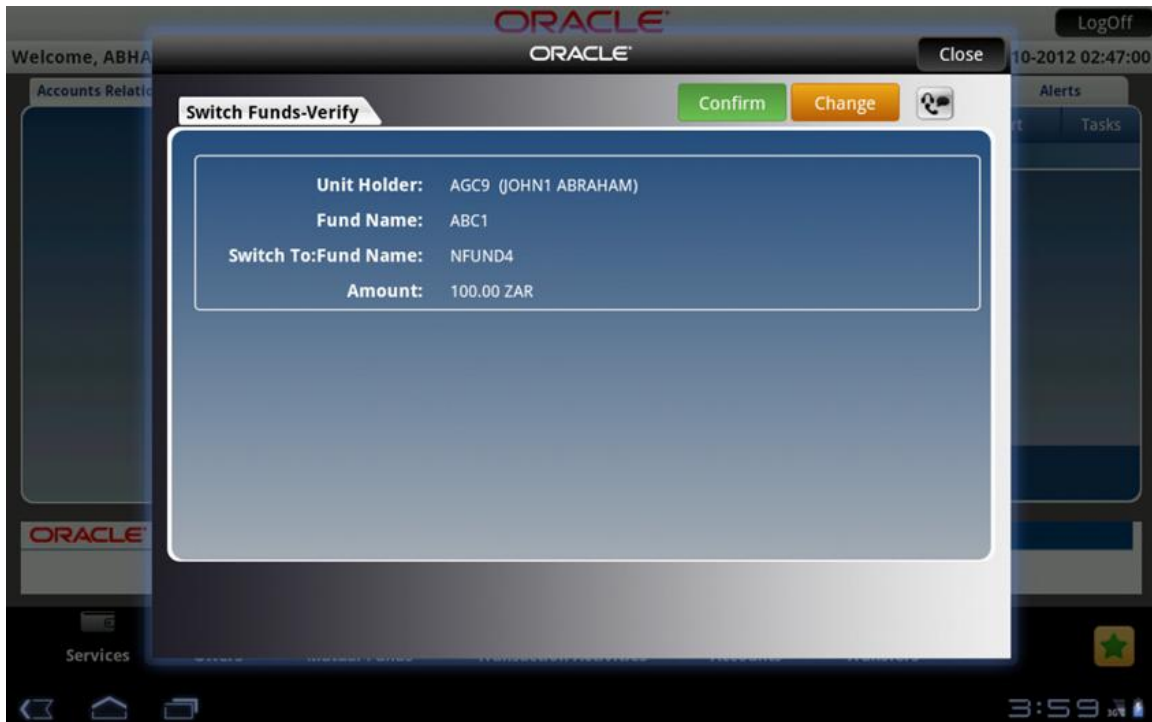 ORACLE
LogOff
Welcome, ABHA
ORACLE
Close
10-2012 02:47:00
Accounts Relatio
Alerts
Switch Funds-Verify
Confirm
Change
rt
Tasks
Unit Holder: AGC9 (JOHN1 ABRAHAM)
Fund Name: ABC1
Switch To:Fund Name: NFUND4
Amount: 100.00 ZAR
ORACLE
Services
3:59